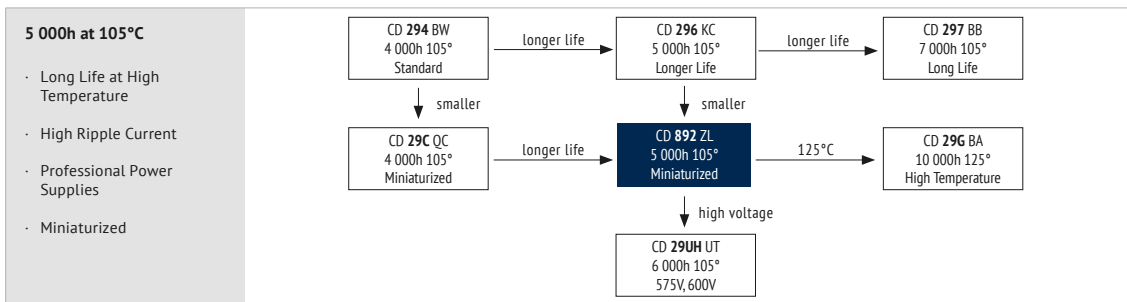 5 000h at 105°C
· Long Life at High
Temperature
· High Ripple Current
· Professional Power
Supplies
· Miniaturized
CD 294 BW
4 000h 105°
Standard
longer life
CD 296 KC
5 000h 105°
Longer Life
longer life
CD 297 BB
7 000h 105°
Long Life
smaller
smaller
CD 29C QC
4 000h 105°
Miniaturized
longer life
CD 892 ZL
5 000h 105°
Miniaturized
125°C
CD 29G BA
10 000h 125°
High Temperature
high voltage
CD 29UH UT
6 000h 105°
575V, 600V